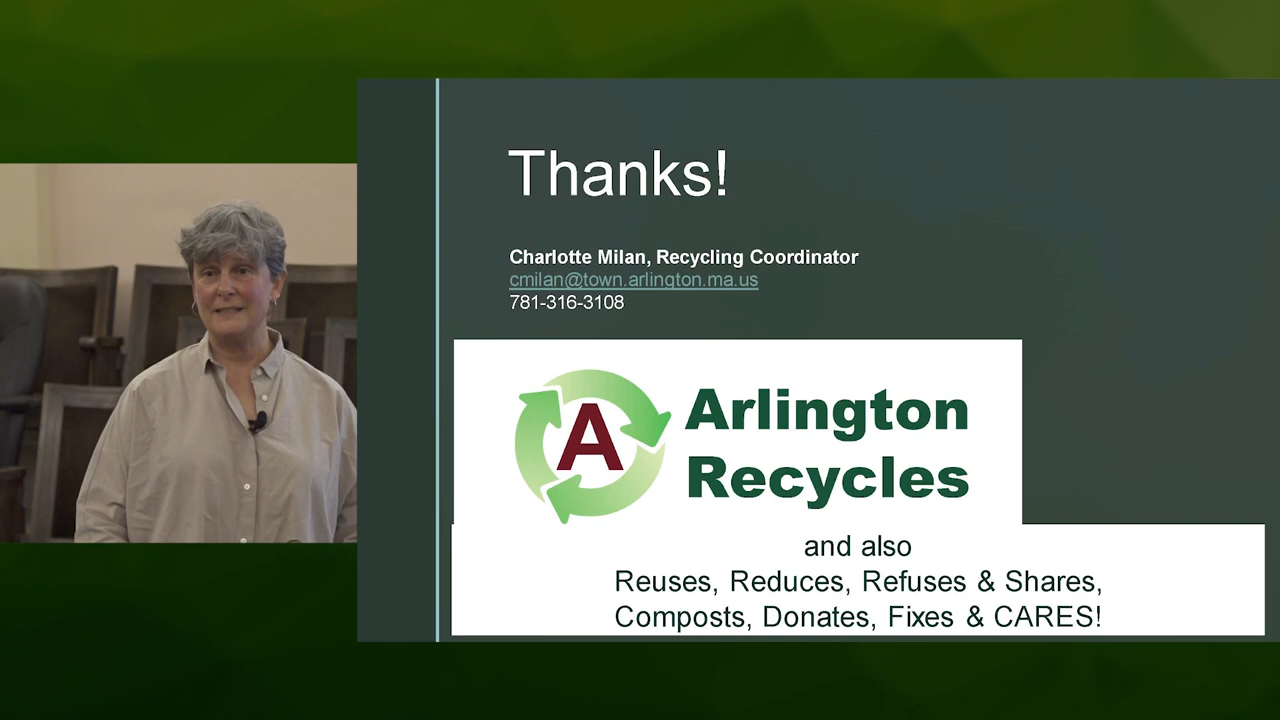 Thanks!
Charlotte Milan, Recycling Coordinator
cmilan@town.arlington.ma.us
781-316-3108
A
Arlington
Recycles
and also
Reuses, Reduces, Refuses & Shares,
Composts, Donates, Fixes & CARES!